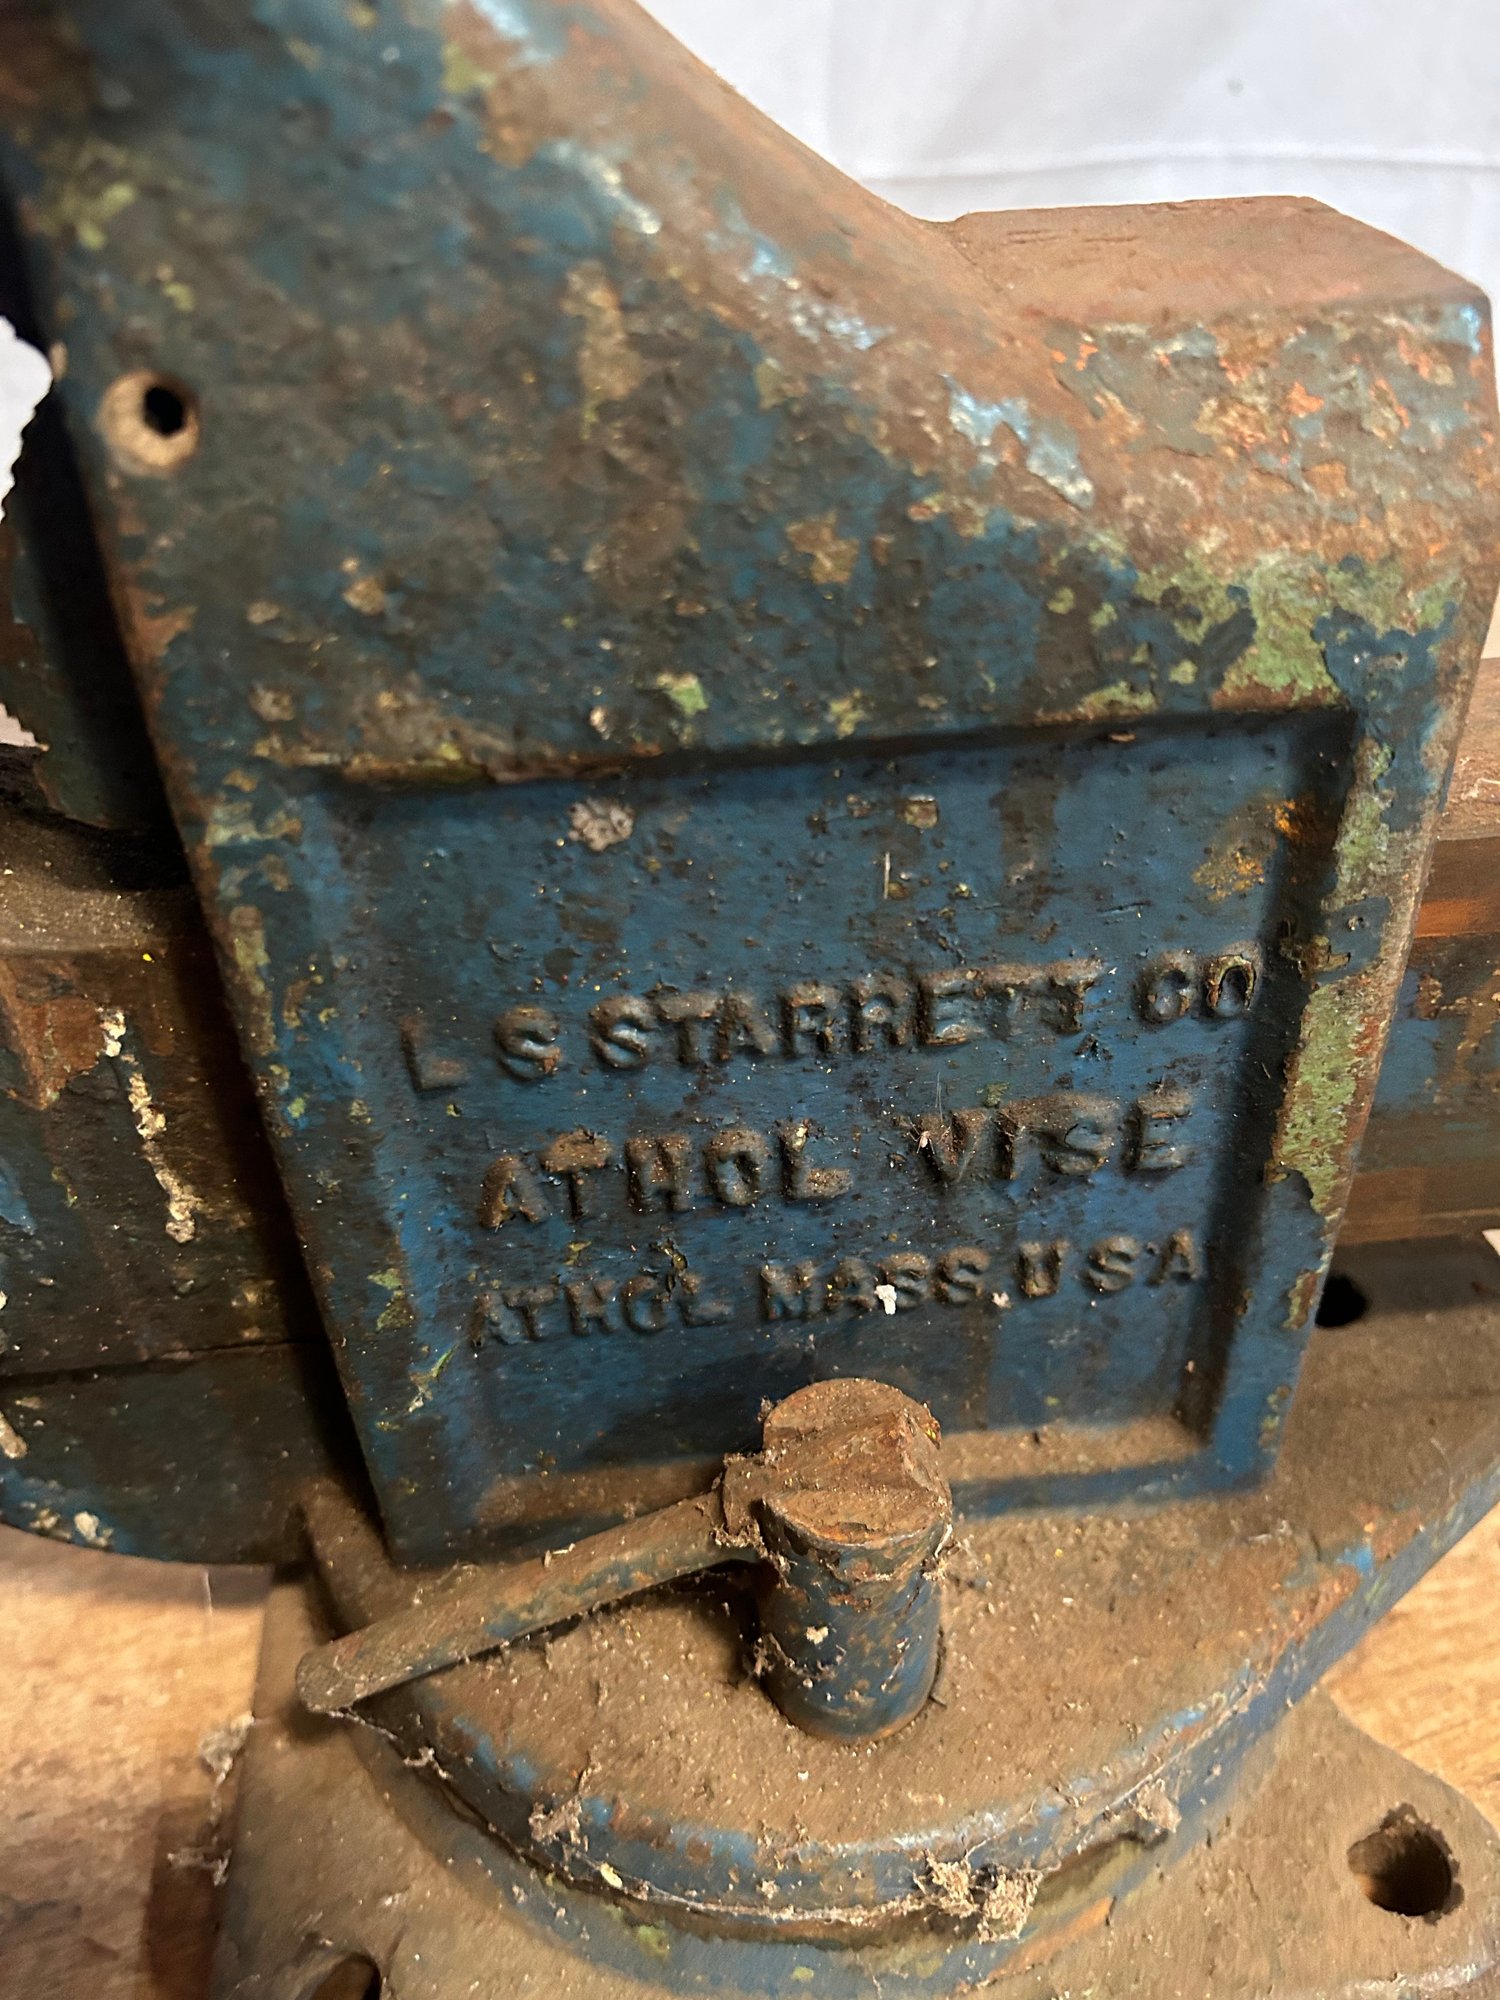 L S STARRETT CO
ATHOL VISE
ATHOL MASS. U S A